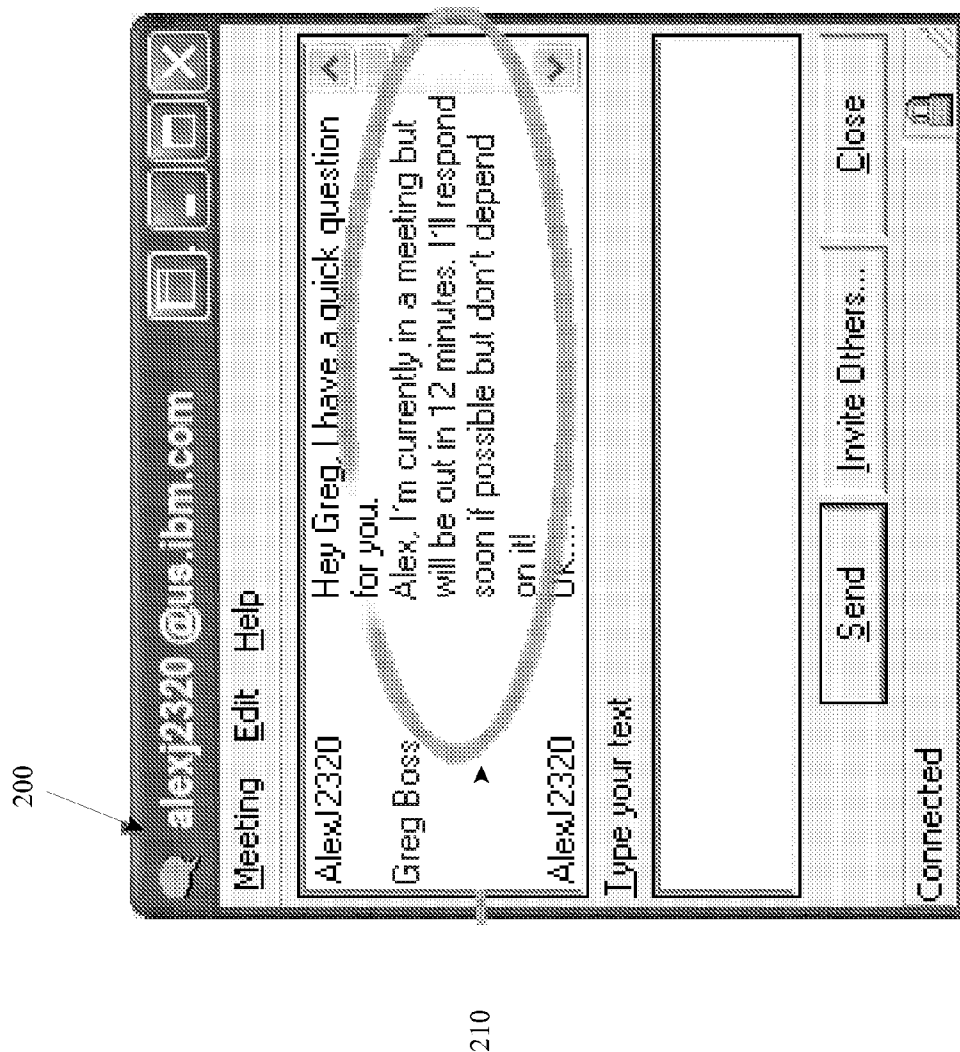 200
alexj2320 @us.ibm.com
Meeting Edit Help
AlexJ2320 Hey Greg, I have a quick question
for you.
Greg Boss Alex, I'm currently in a meeting but
will be out in 12 minutes. I'll respond
soon if possible but don't depend
on it!
AlexJ2320 OK....
Type your text
Send Invite Others... Close
Connected
210